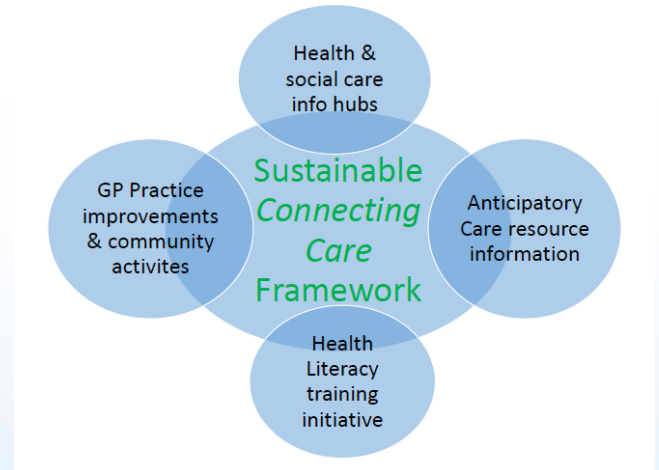 Health &
social care
info hubs
GP Practice
improvements
& community
activites
Sustainable
Connecting
Care
Framework
Anticipatory
Care resource
information
Health
Literacy
training
initiative